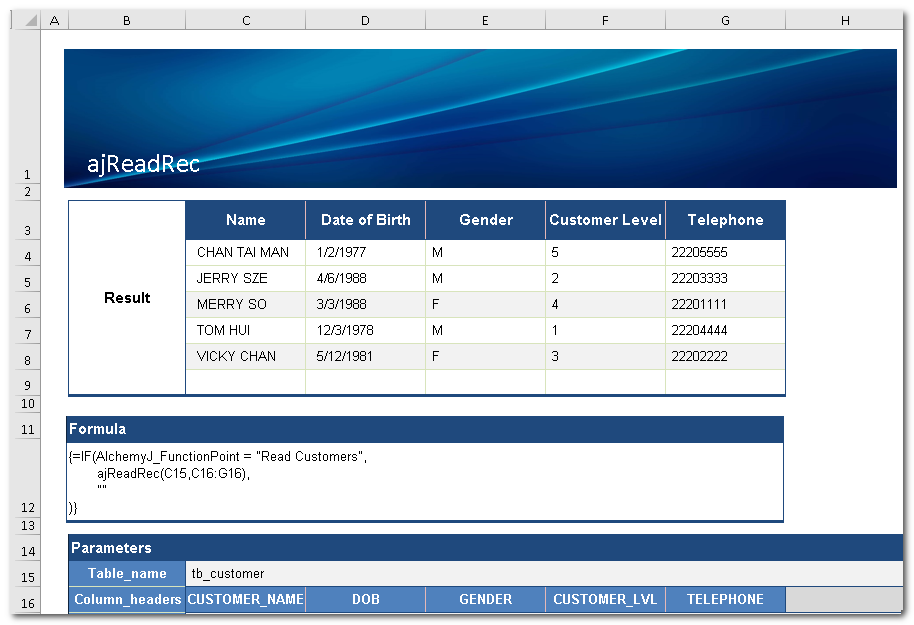 A B C D E F G H
1 ajReadRec
2
3 Name Date of Birth Gender Customer Level Telephone
4 CHAN TAI MAN 1/2/1977 M 5 22205555
5 JERRY SZE 4/6/1988 M 2 22203333
Result
6 MERRY SO 3/3/1988 F 4 22201111
7 TOM HUI 12/3/1978 M 1 22204444
8 VICKY CHAN 5/12/1981 F 3 22202222
9
10
11 Formula
{=IF(AlchemyJ_FunctionPoint = "Read Customers",
ajReadRec(C15,C16:G16),
""
12 )}
13
14 Parameters
15 Table_name tb_customer
16 Column_headers CUSTOMER_NAME DOB GENDER CUSTOMER_LVL TELEPHONE